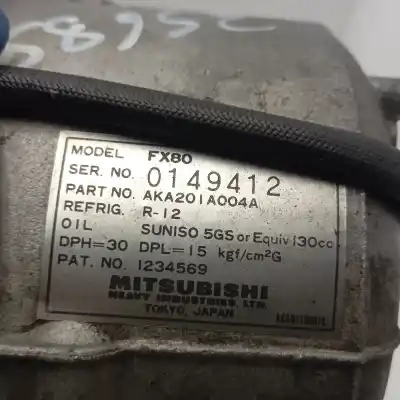 25689
MODEL FX80
SER. NO. 0149412
PART NO. AKA201A004A
REFRIG. R-12
OIL SUNISO 5GS or Equiv 130cc
DPH=30 DPL=15 kgf/cm²G
PAT. NO. 1234569
MITSUBISHI
HEAVY INDUSTRIES, LTD.
TOKYO, JAPAN